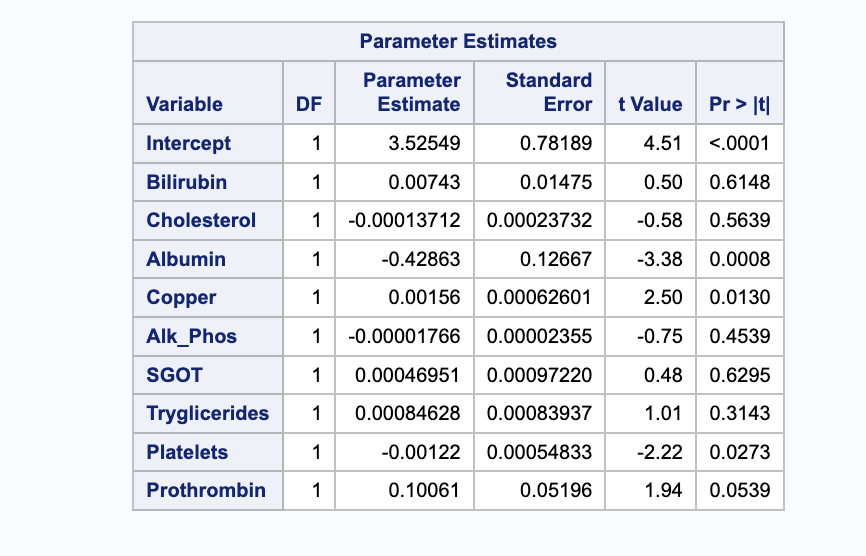 Parameter Estimates
Variable DF Parameter Estimate Standard Error t Value Pr > |t|
Intercept 1 3.52549 0.78189 4.51 <.0001
Bilirubin 1 0.00743 0.01475 0.50 0.6148
Cholesterol 1 -0.00013712 0.00023732 -0.58 0.5639
Albumin 1 -0.42863 0.12667 -3.38 0.0008
Copper 1 0.00156 0.00062601 2.50 0.0130
Alk_Phos 1 -0.00001766 0.00002355 -0.75 0.4539
SGOT 1 0.00046951 0.00097220 0.48 0.6295
Tryglicerides 1 0.00084628 0.00083937 1.01 0.3143
Platelets 1 -0.00122 0.00054833 -2.22 0.0273
Prothrombin 1 0.10061 0.05196 1.94 0.0539